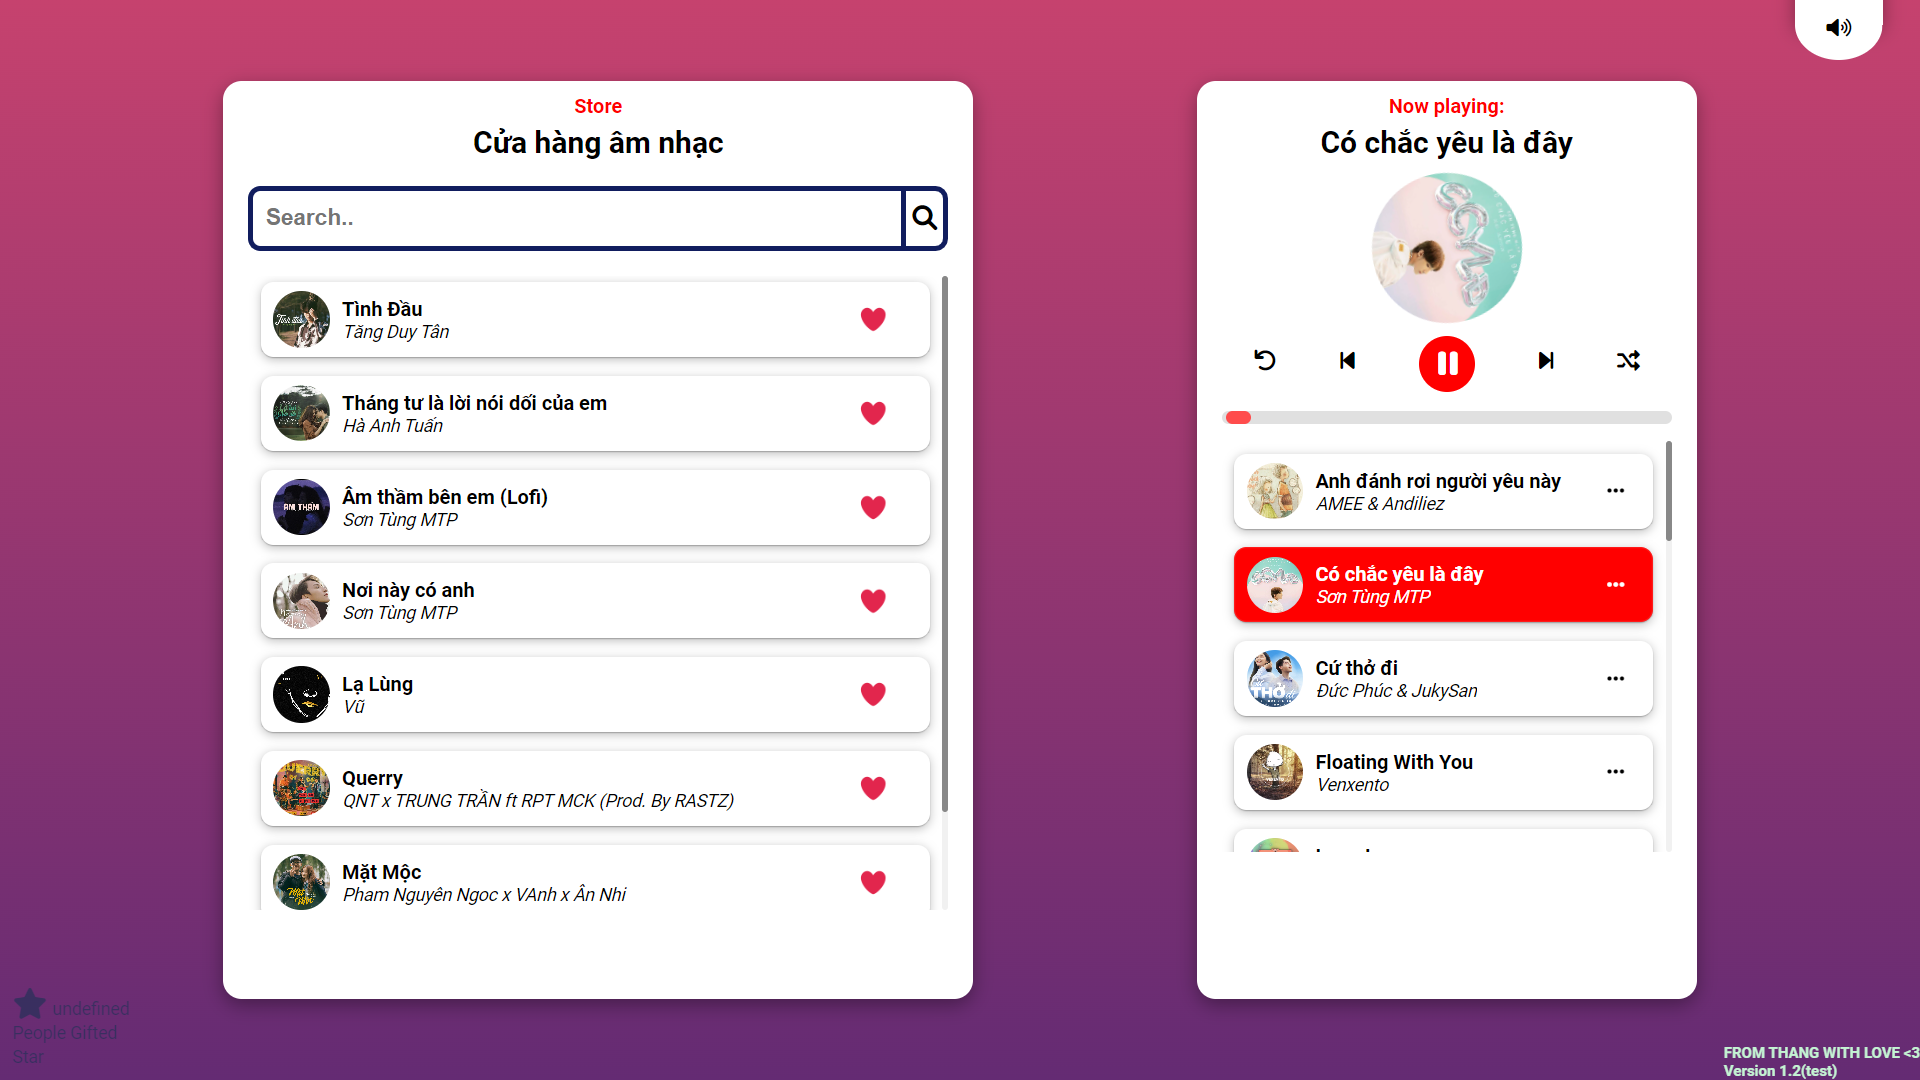 Store
Cửa hàng âm nhạc
Search..
Tình Đầu
Tăng Duy Tân
Tháng tư là lời nói dối của em
Hà Anh Tuấn
ÂM THẦM
Âm thầm bên em (Lofi)
Sơn Tùng MTP
Nơi này có anh
Sơn Tùng MTP
Lạ Lùng
Vũ
Querry
QNT x TRUNG TRẦN ft RPT MCK (Prod. By RASTZ)
Mặt Mộc
Phạm Nguyên Ngọc x VAnh x Ân Nhi
undefined
People Gifted
Star
Now playing:
Có chắc yêu là đây
Anh đánh rơi người yêu này
AMEE & Andiliez
Có chắc yêu là đây
Sơn Tùng MTP
THỞ
Cứ thở đi
Đức Phúc & JukySan
Floating With You
Venxento
FROM THANG WITH LOVE <3
Version 1.2(test)